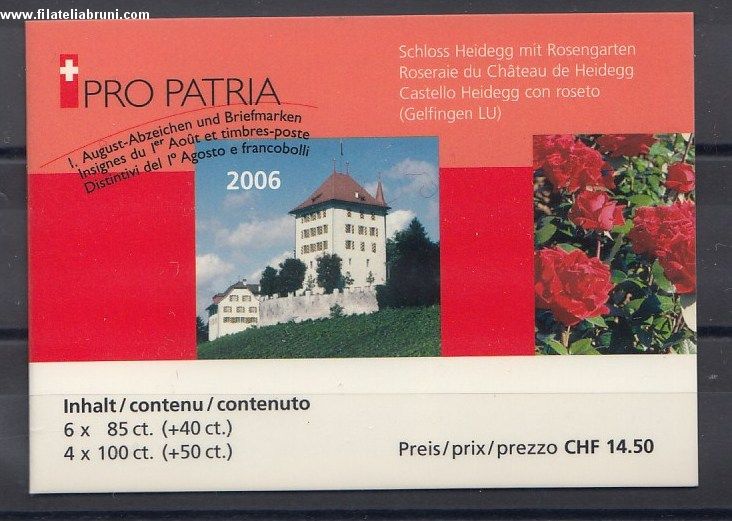 www.filateliabruni.com
PRO PATRIA
1. August-Abzeichen und Briefmarken
Insignes du 1er Août et timbres-poste
Distintivi del 1° Agosto e francobolli
Schloss Heidegg mit Rosengarten
Roseraie du Château de Heidegg
Castello Heidegg con roseto
(Gelfingen LU)
2006
Inhalt/contenu/contenuto
6 x 85 ct. (+40 ct.)
4 x 100 ct. (+50 ct.)
Preis/prix/prezzo CHF 14.50